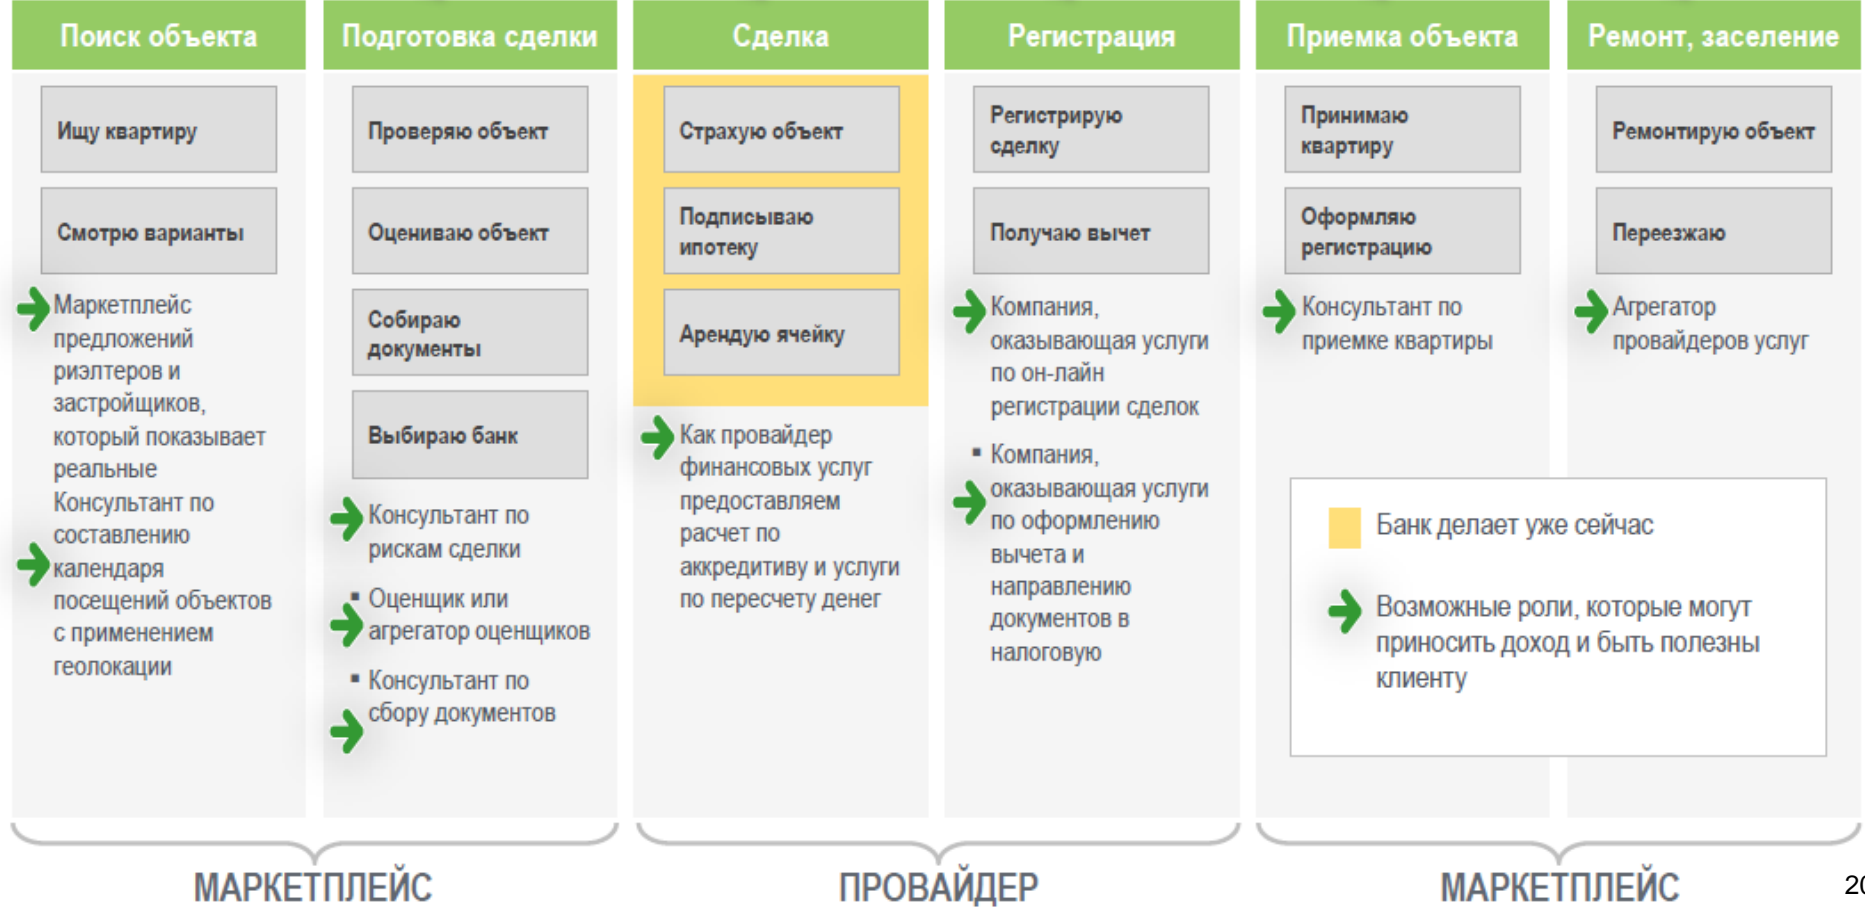 Поиск объекта
Ищу квартиру
Смотрю варианты
Маркетплейс
предложений
риэлтеров и
застройщиков,
который показывает
реальные
Консультант по
составлению
календаря
посещений объектов
с применением
геолокации
Подготовка сделки
Проверяю объект
Оцениваю объект
Собираю
документы
Выбираю банк
Консультант по
рискам сделки
▪ Оценщик или
агрегатор оценщиков
▪ Консультант по
сбору документов
Сделка
Страхую объект
Подписываю
ипотеку
Арендую ячейку
Как провайдер
финансовых услуг
предоставляем
расчет по
аккредитиву и услуги
по пересчету денег
Регистрация
Регистрирую
сделку
Получаю вычет
Компания,
оказывающая услуги
по он-лайн
регистрации сделок
▪ Компания,
оказывающая услуги
по оформлению
вычета и
направлению
документов в
налоговую
Приемка объекта
Принимаю
квартиру
Оформляю
регистрацию
Консультант по
приемке квартиры
Ремонт, заселение
Ремонтирую объект
Переезжаю
Агрегатор
провайдеров услуг
Банк делает уже сейчас
Возможные роли, которые могут
приносить доход и быть полезны
клиенту
МАРКЕТПЛЕЙС
ПРОВАЙДЕР
МАРКЕТПЛЕЙС